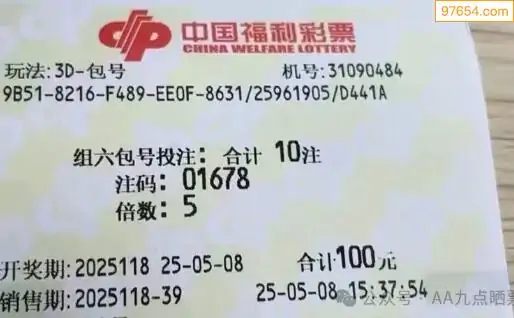 97654.com
中国福利彩票
CHINA WELFARE LOTTERY
玩法:3D-包号 机号:31090484
9B51-8216-F489-EE0F-8631/25961905/D441A
组六包号投注: 合计 10注
注码: 01678
倍数: 5
开奖期:2025118 25-05-08 合计100元
销售期:2025118-39 25-05-08 15:37:54
公众号·AA九点晒票